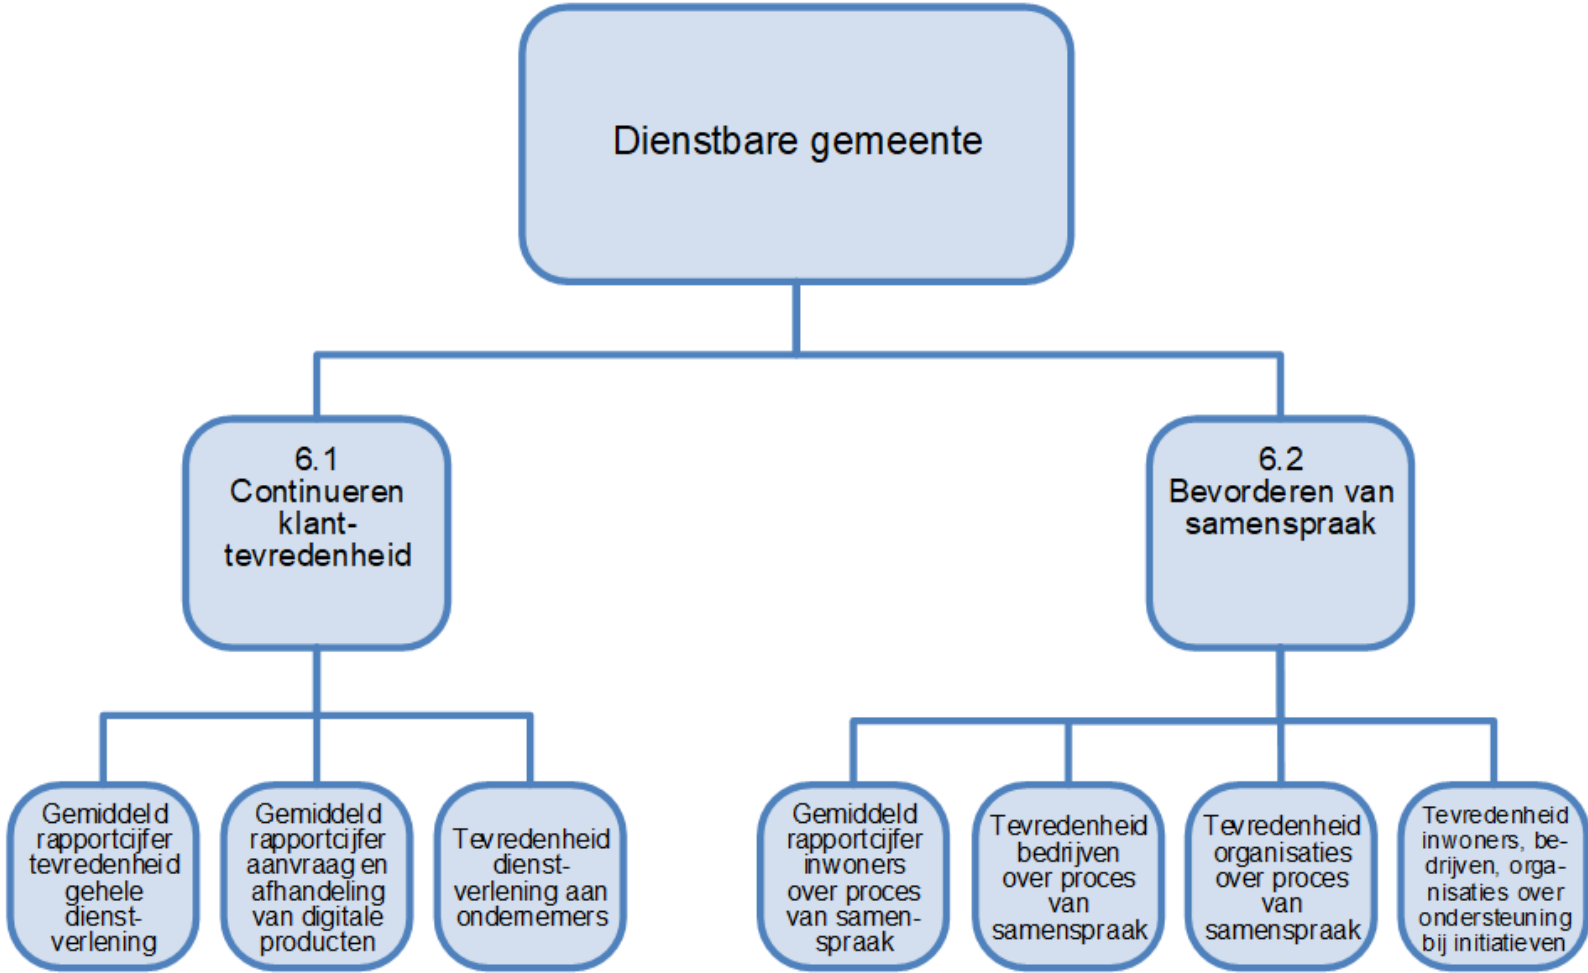 Dienstbare gemeente
6.1
Continueren
klant-
tevredenheid
6.2
Bevorderen van
samenspraak
Gemiddeld
rapportcijfer
tevredenheid
gehele
dienst-
verlening
Gemiddeld
rapportcijfer
aanvraag en
afhandeling
van digitale
producten
Tevredenheid
dienst-
verlening aan
ondernemers
Gemiddeld
rapportcijfer
inwoners
over proces
van samen-
spraak
Tevredenheid
bedrijven
over proces
van
samenspraak
Tevredenheid
organisaties
over proces
van
samenspraak
Tevredenheid
inwoners, be-
drijven, orga-
nisaties over
ondersteuning
bij initiatieven